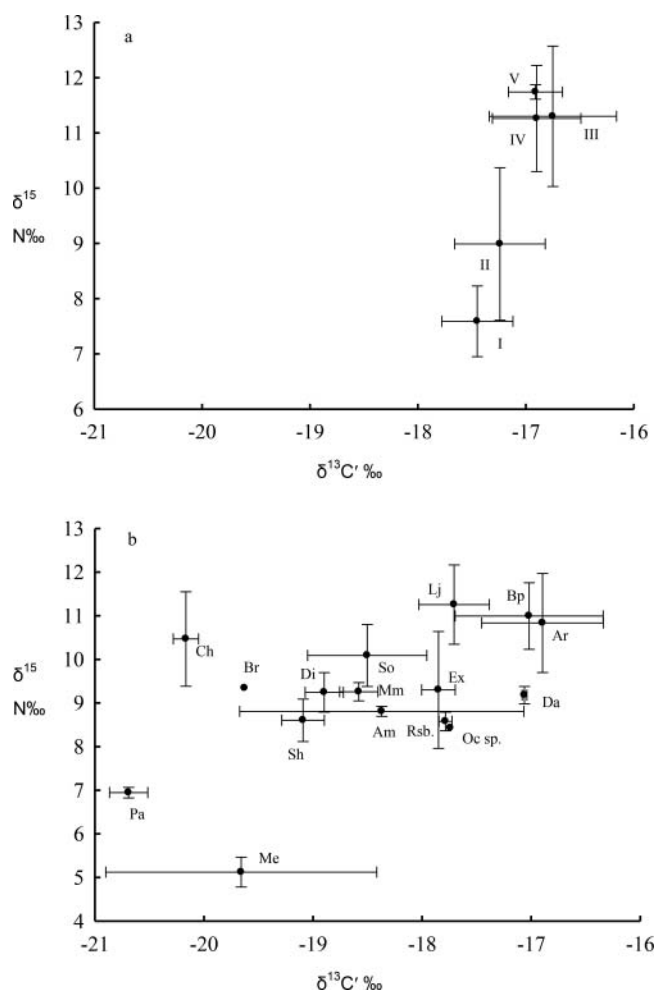 a
13
12
11
10
9
8
7
6
δ¹⁵
N‰
V
IV
III
II
I
-21
-20
-19
-18
-17
-16
δ¹³C′ ‰
b
13
12
11
10
9
8
7
6
5
4
δ¹⁵
N‰
Lj
Bp
Ar
Ch
So
Br
Di
Mm
Ex
Da
Am
Rsb.
Oc sp.
Sh
Pa
Me
-21
-20
-19
-18
-17
-16
δ¹³C′ ‰